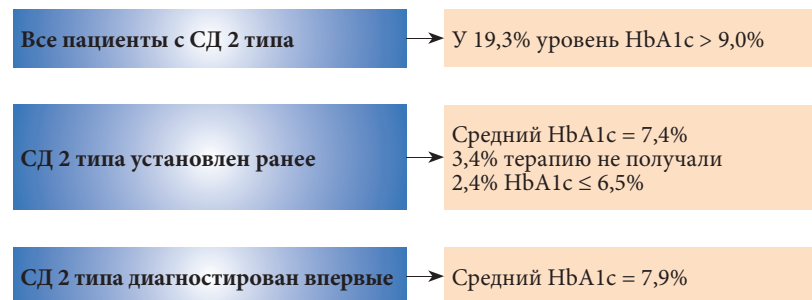 Все пациенты с СД 2 типа
У 19,3% уровень HbA1c > 9,0%
СД 2 типа установлен ранее
Средний HbA1c = 7,4%
3,4% терапию не получали
2,4% HbA1c ≤ 6,5%
СД 2 типа диагностирован впервые
Средний HbA1c = 7,9%